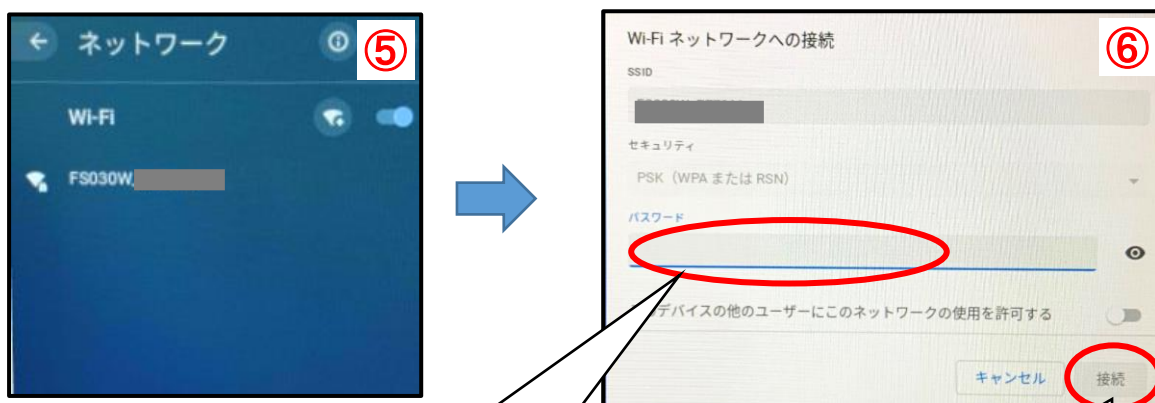 ネットワーク
⑤
Wi-Fi
FS030W
Wi-Fi ネットワークへの接続
⑥
SSID
セキュリティ
PSK（WPA または RSN）
パスワード
デバイスの他のユーザーにこのネットワークの使用を許可する
キャンセル
接続